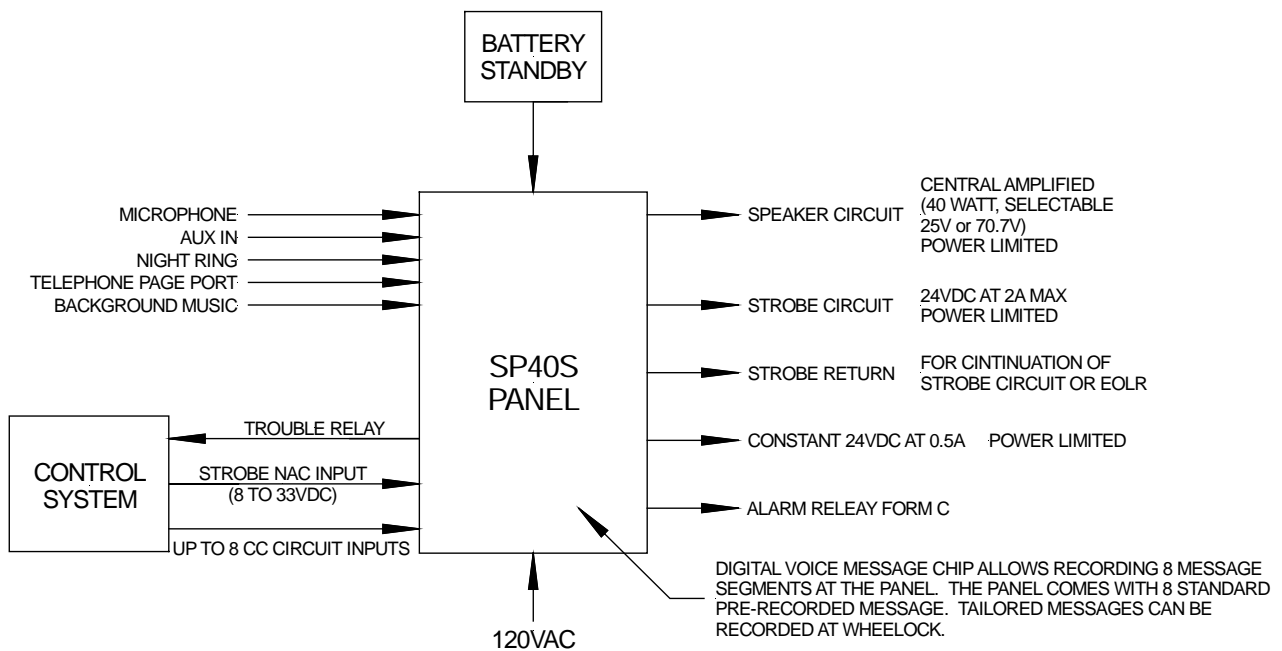 BATTERY
STANDBY
MICROPHONE
AUX IN
NIGHT RING
TELEPHONE PAGE PORT
BACKGROUND MUSIC
SP40S
PANEL
SPEAKER CIRCUIT
CENTRAL AMPLIFIED
(40 WATT, SELECTABLE
25V or 70.7V)
POWER LIMITED
STROBE CIRCUIT
24VDC AT 2A MAX
POWER LIMITED
STROBE RETURN
FOR CINTINUATION OF
STROBE CIRCUIT OR EOLR
CONSTANT 24VDC AT 0.5A POWER LIMITED
ALARM RELEAY FORM C
CONTROL
SYSTEM
TROUBLE RELAY
STROBE NAC INPUT
(8 TO 33VDC)
UP TO 8 CC CIRCUIT INPUTS
DIGITAL VOICE MESSAGE CHIP ALLOWS RECORDING 8 MESSAGE
SEGMENTS AT THE PANEL. THE PANEL COMES WITH 8 STANDARD
PRE-RECORDED MESSAGE. TAILORED MESSAGES CAN BE
RECORDED AT WHEELOCK.
120VAC